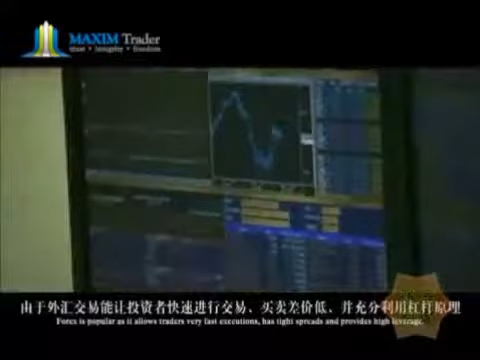 MAXIM Trader
trust • integrity • freedom
由于外汇交易能让投资者快速进行交易、买卖差价低、并充分利用杠杆原理
Forex is popular as it allows traders very fast executions, has tight spreads and provides high leverage.